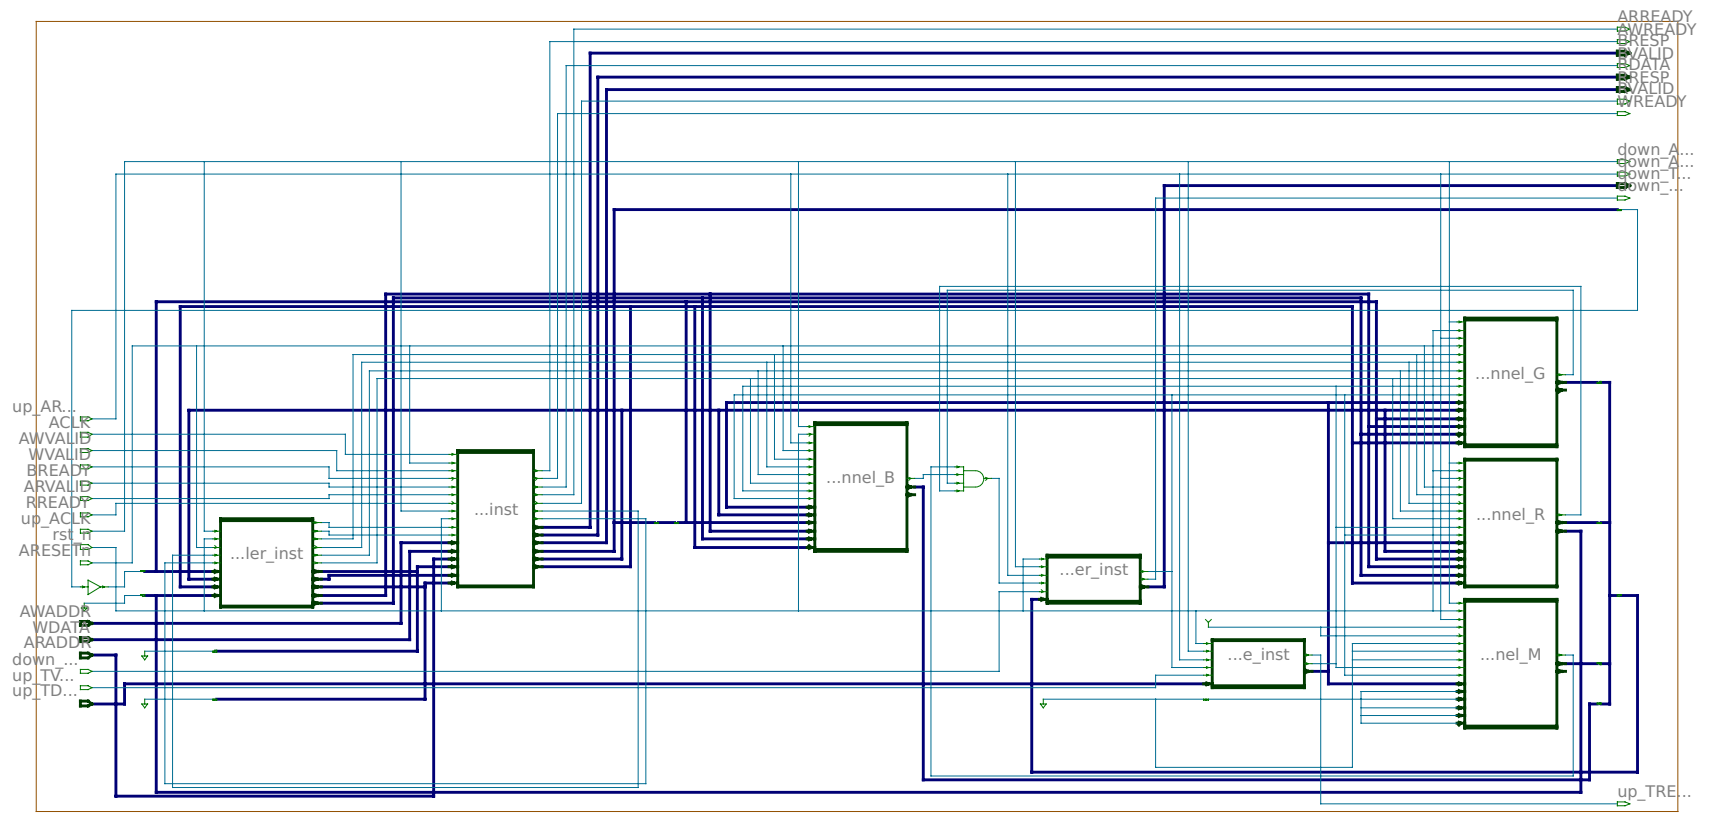 ARREADY
AWREADY
BRESP
BVALID
RDATA
RRESP
RVALID
WREADY
down_A...
down_A...
down_T...
down_...
up_AR...
ACLK
AWVALID
WVALID
BREADY
ARVALID
RREADY
up_ACLK
rst_n
ARESETn
AWADDR
WDATA
ARADDR
down_...
up_TV...
up_TD...
...ler_inst
...inst
...nnel_B
...er_inst
...e_inst
...nnel_G
...nnel_R
...nel_M
up_TRE...